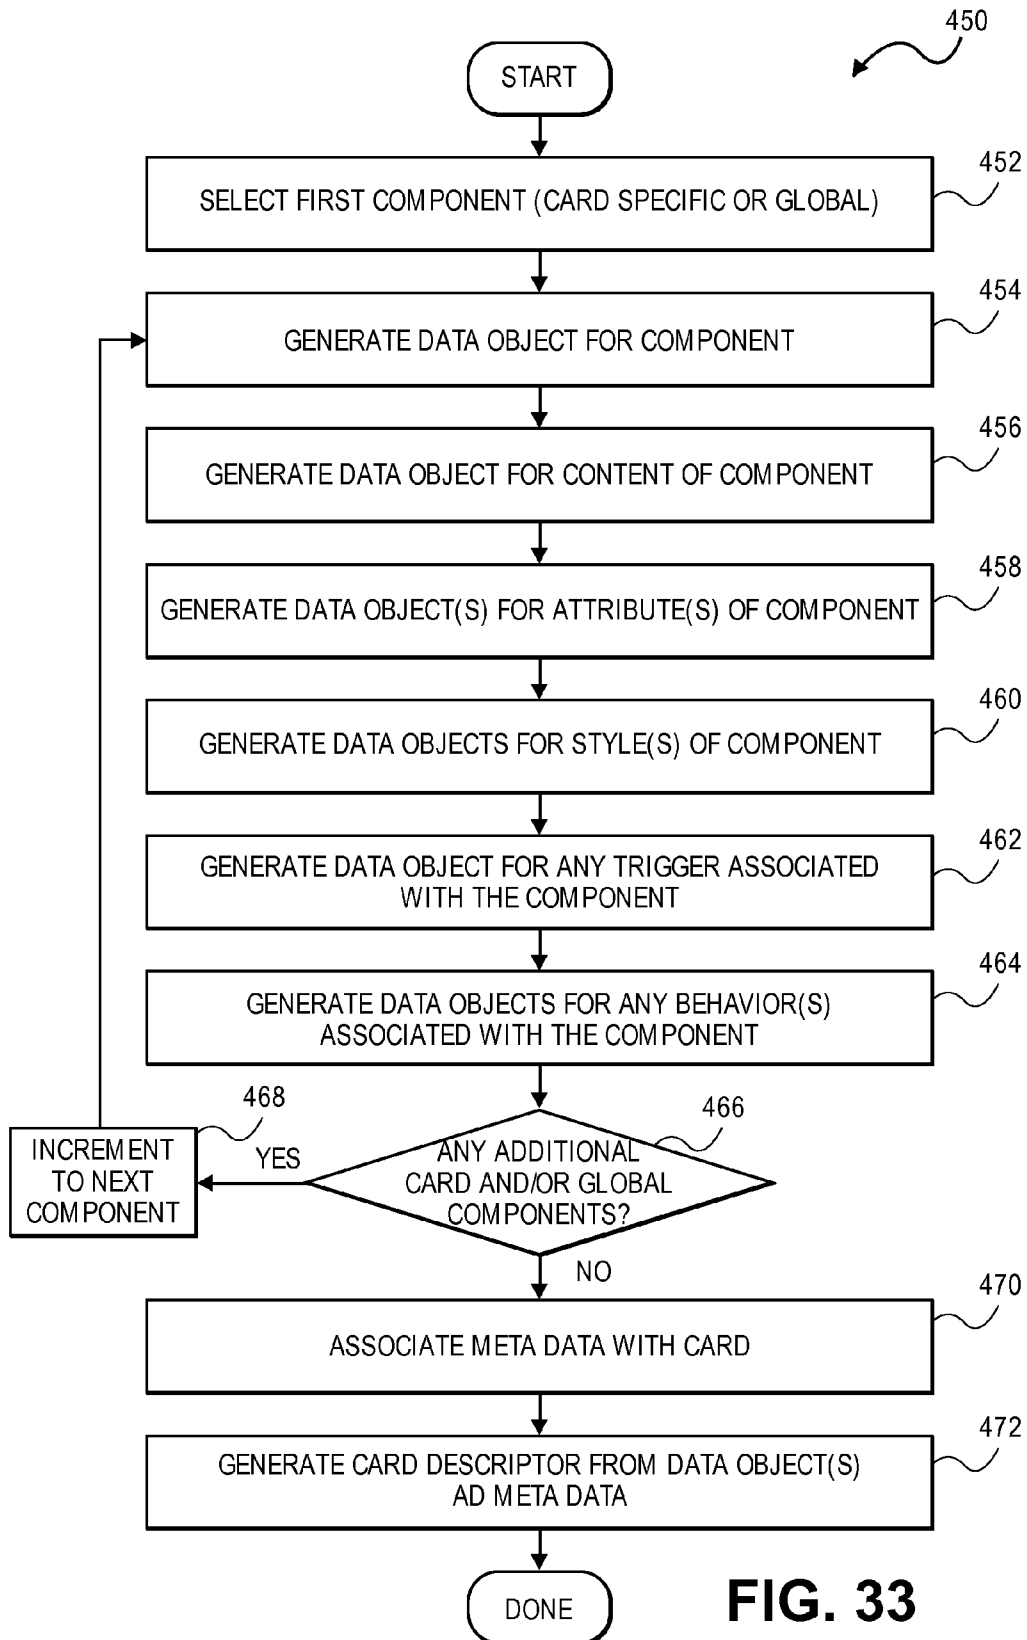 450
START
452
SELECT FIRST COMPONENT (CARD SPECIFIC OR GLOBAL)
454
GENERATE DATA OBJECT FOR COMPONENT
456
GENERATE DATA OBJECT FOR CONTENT OF COMPONENT
458
GENERATE DATA OBJECT(S) FOR ATTRIBUTE(S) OF COMPONENT
460
GENERATE DATA OBJECTS FOR STYLE(S) OF COMPONENT
462
GENERATE DATA OBJECT FOR ANY TRIGGER ASSOCIATED
WITH THE COMPONENT
464
GENERATE DATA OBJECTS FOR ANY BEHAVIOR(S)
ASSOCIATED WITH THE COMPONENT
468
466
INCREMENT
TO NEXT
COMPONENT
YES
ANY ADDITIONAL
CARD AND/OR GLOBAL
COMPONENTS?
NO
470
ASSOCIATE META DATA WITH CARD
472
GENERATE CARD DESCRIPTOR FROM DATA OBJECT(S)
AD META DATA
DONE
FIG. 33